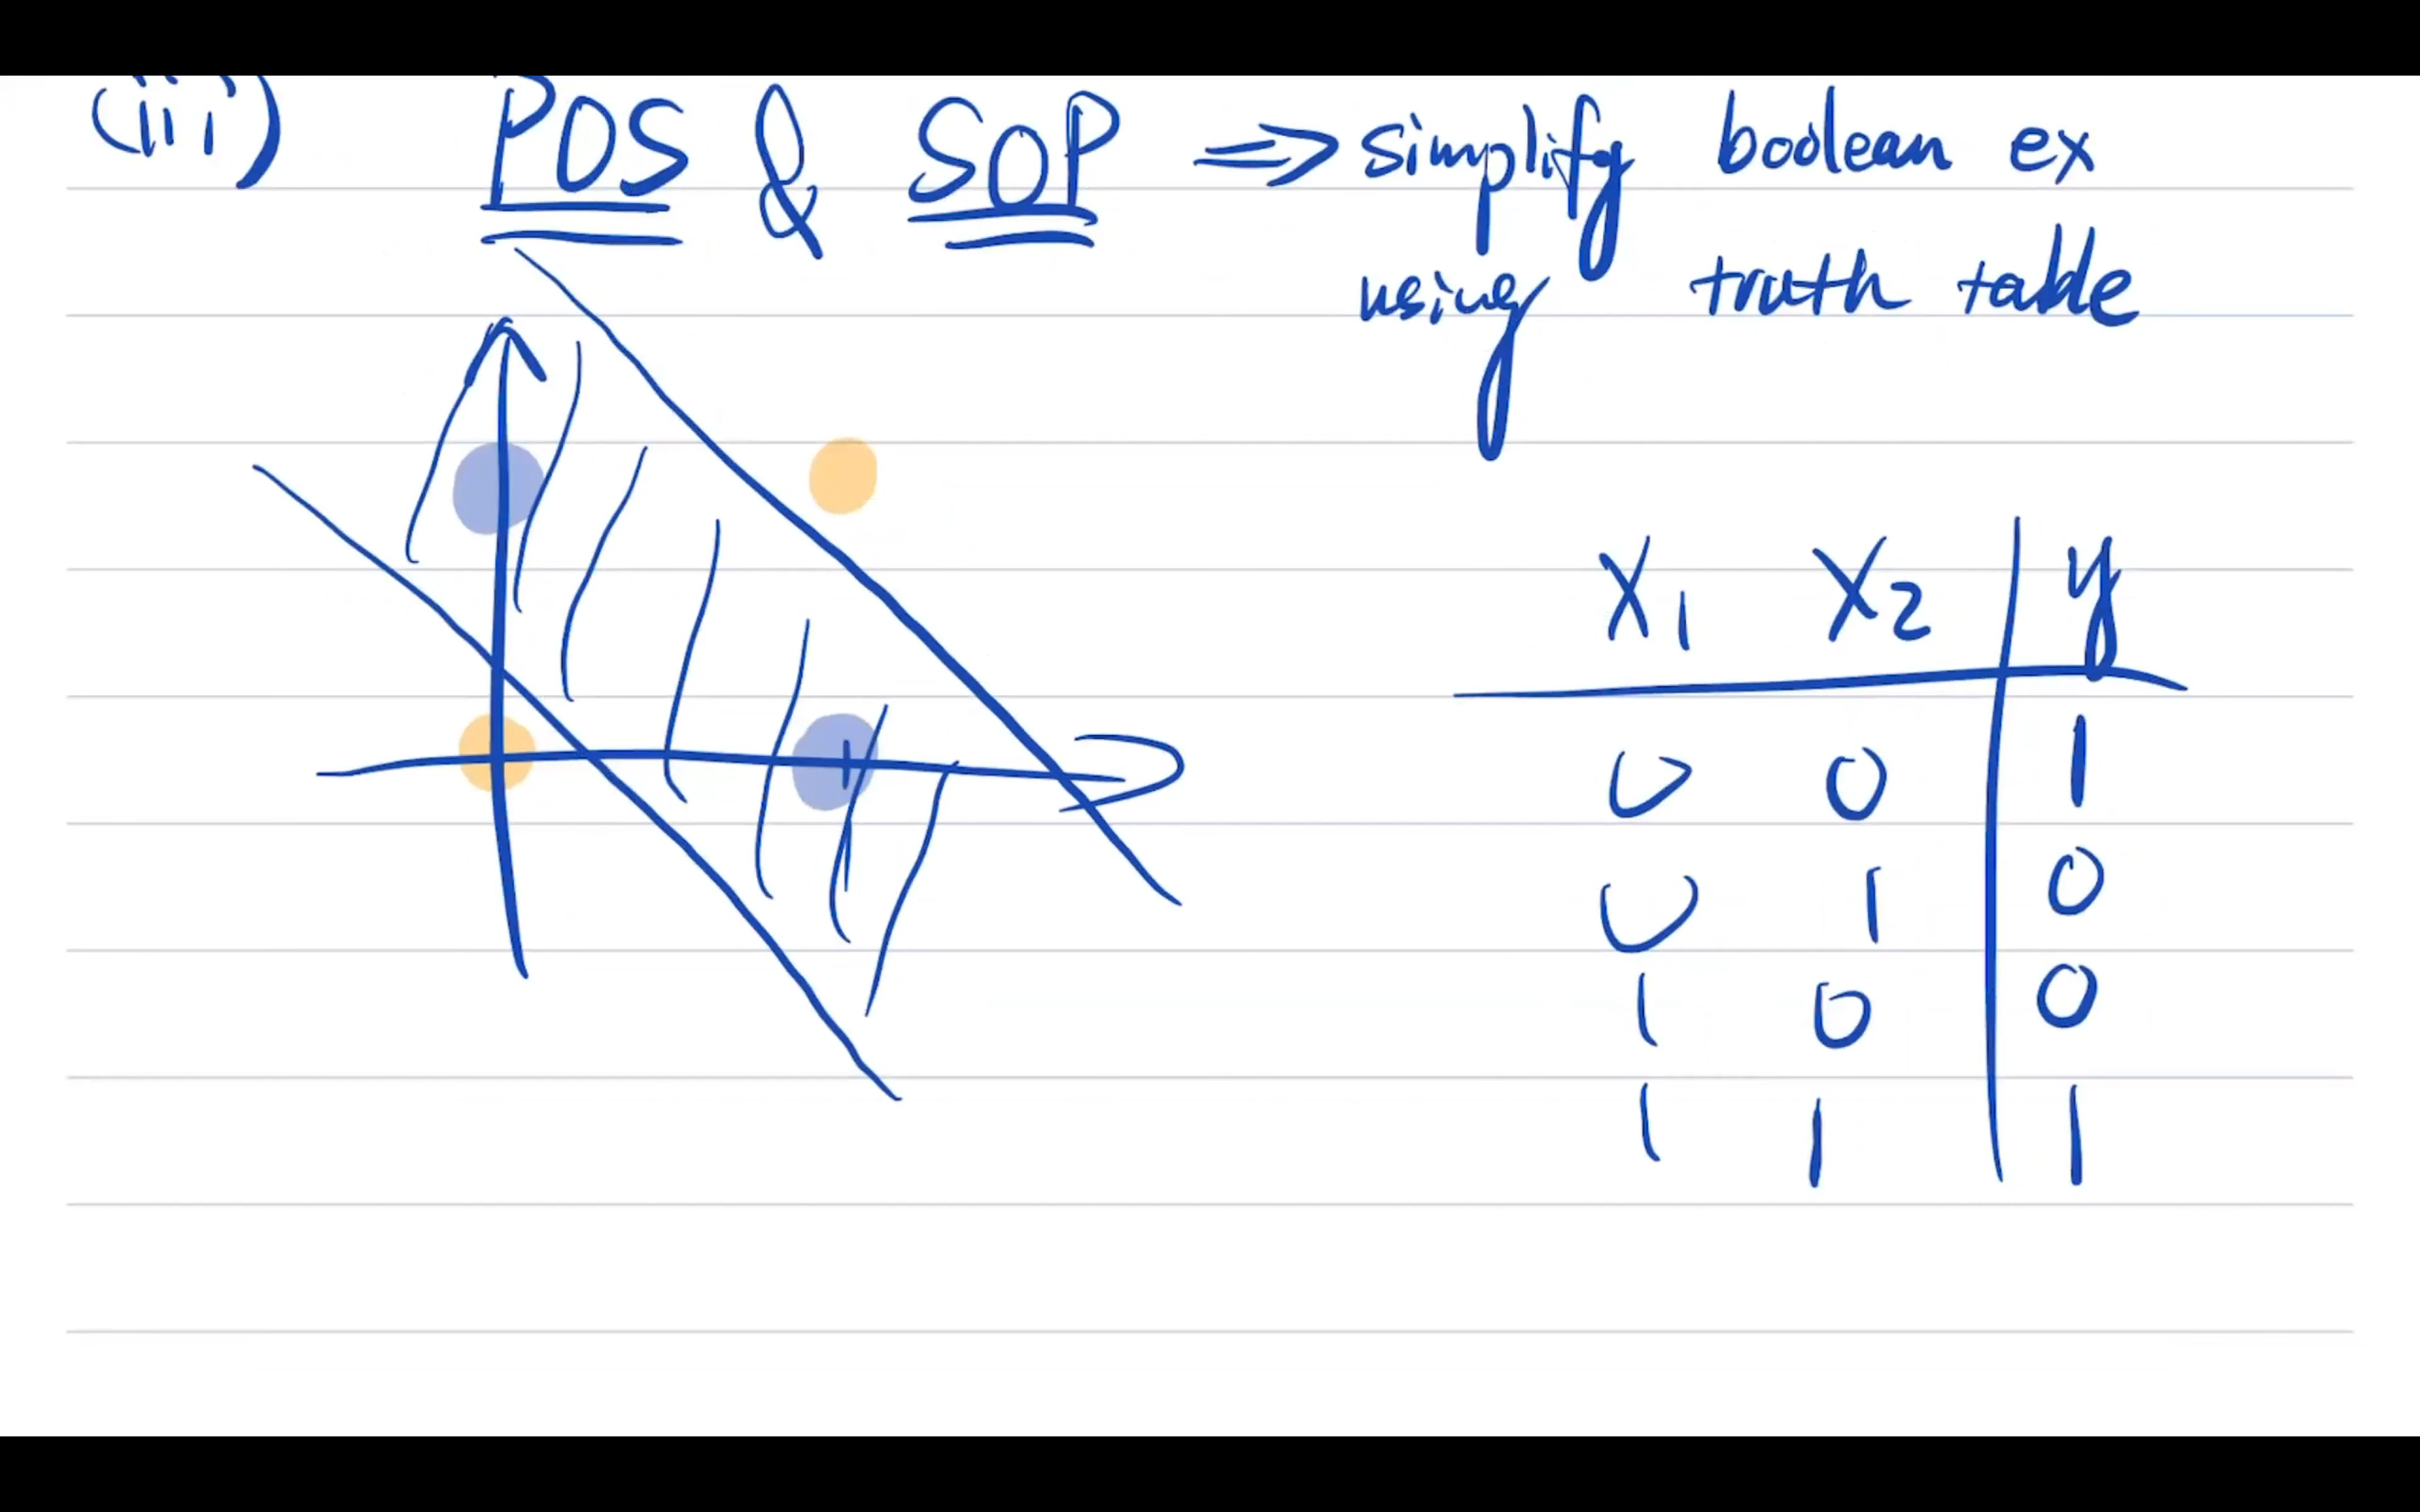 (iii) POS & SOP ⇒ simplify boolean ex
using truth table
x1 x2 y
0 0 1
0 1 0
1 0 0
1 1 1